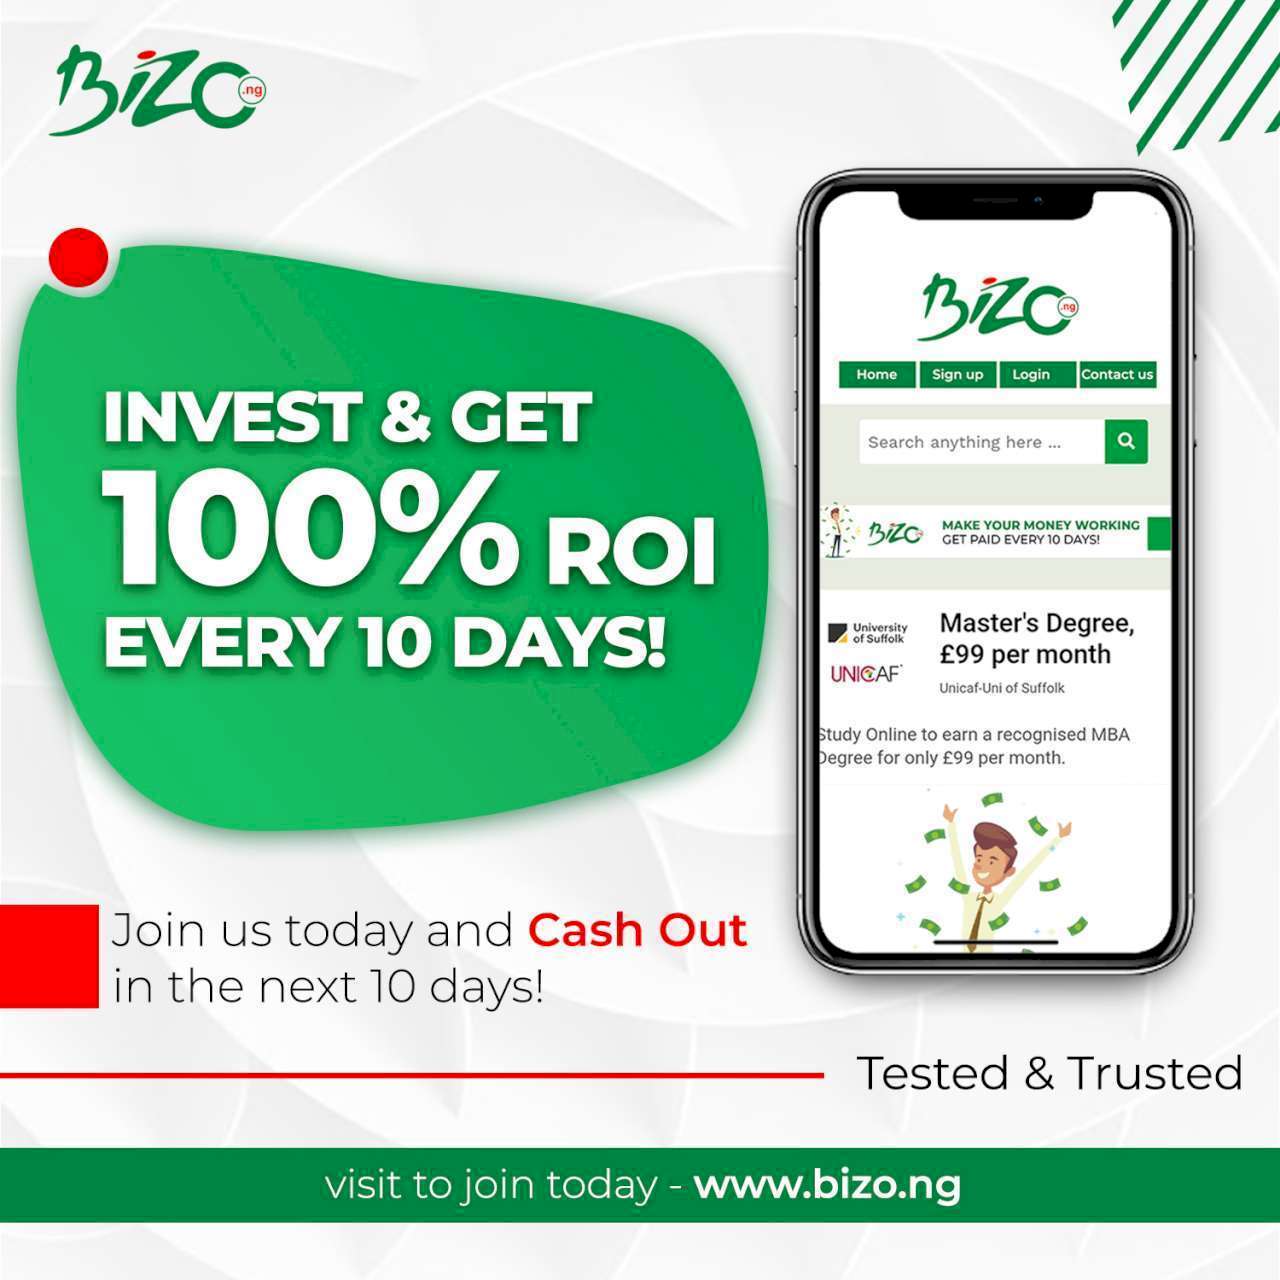 Bizo.ng
INVEST & GET
100% ROI
EVERY 10 DAYS!
Join us today and Cash Out
in the next 10 days!
Bizo.ng
Home Sign up Login Contact us
Search anything here ...
Bizo
MAKE YOUR MONEY WORKING
GET PAID EVERY 10 DAYS!
University
of Suffolk
UNICAF
Master's Degree,
£99 per month
Unicaf-Uni of Suffolk
Study Online to earn a recognised MBA
Degree for only £99 per month.
Tested & Trusted
visit to join today - www.bizo.ng